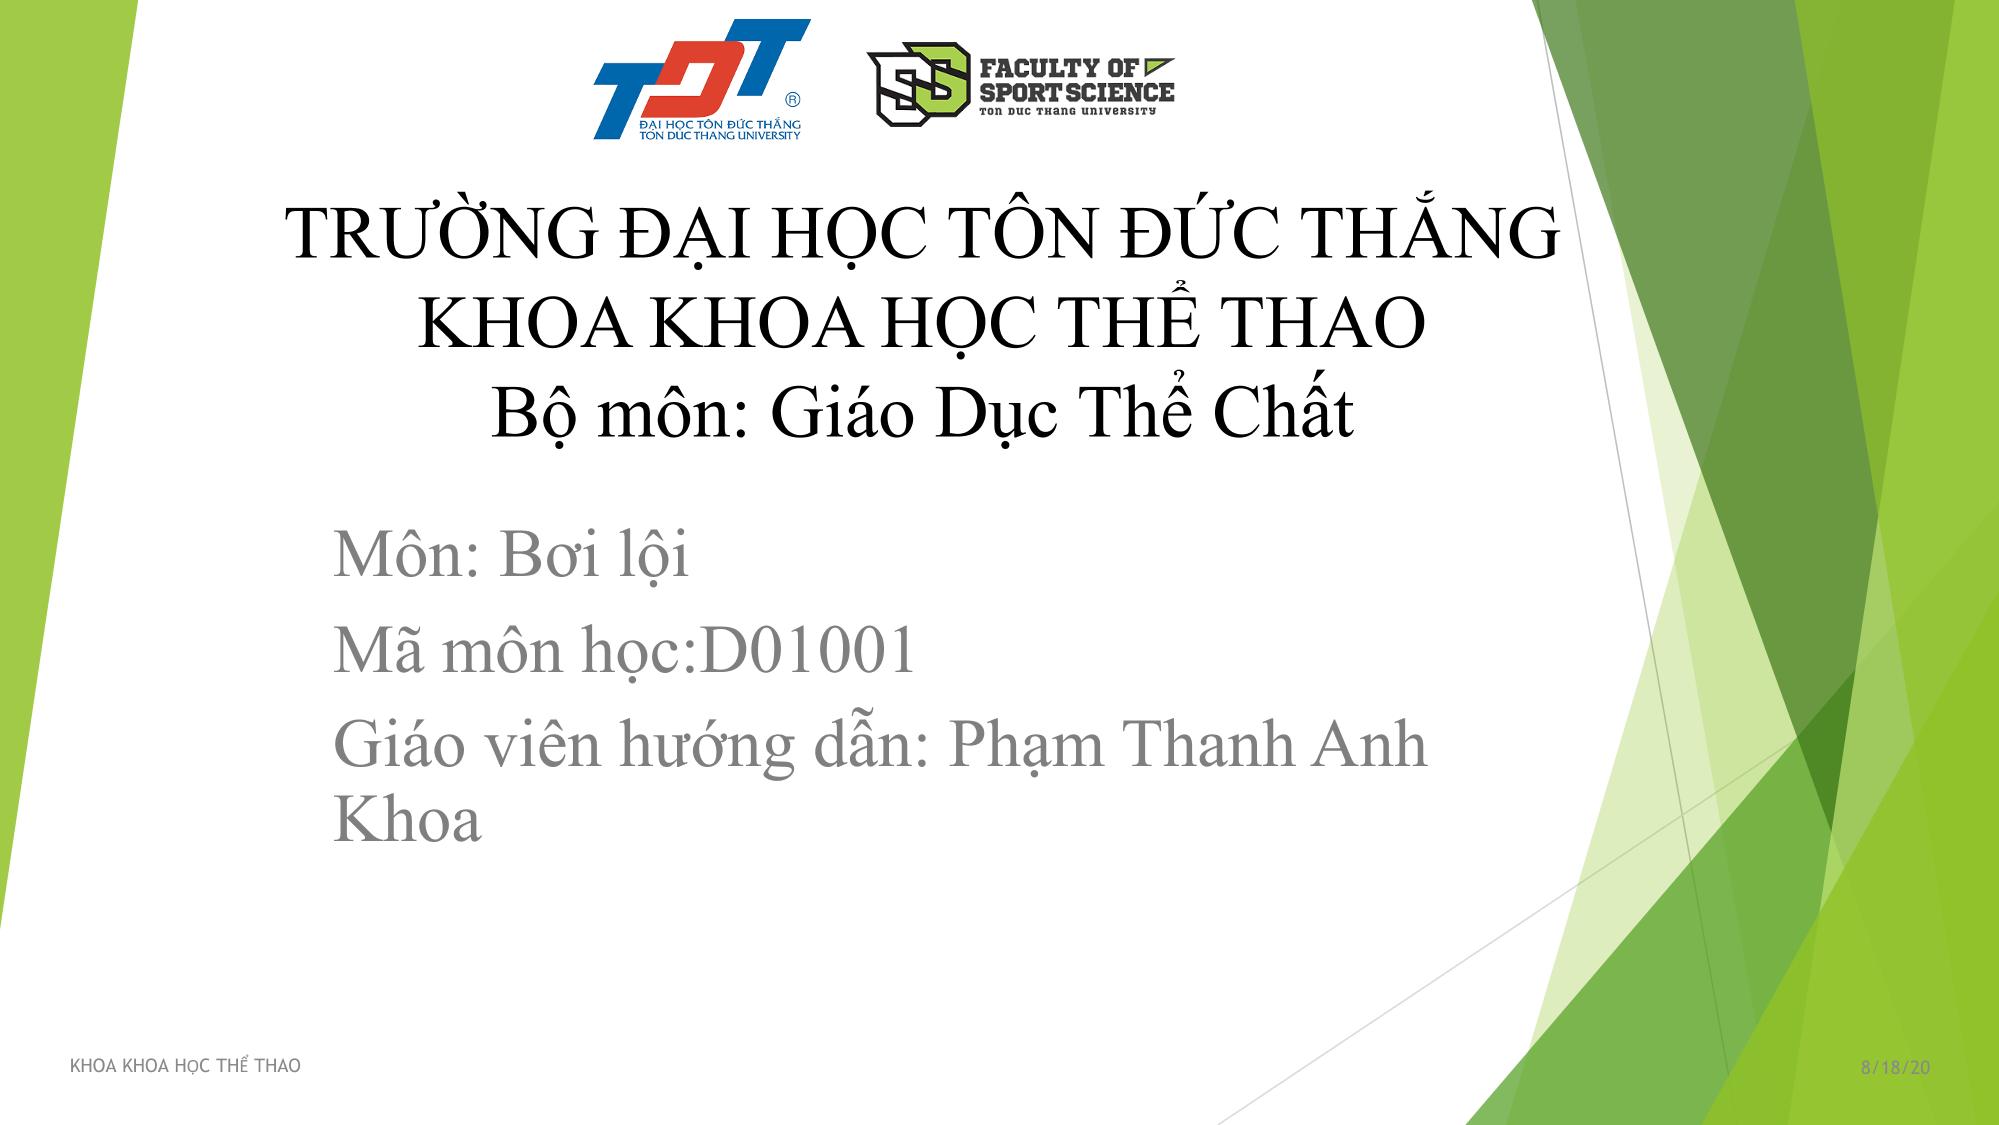 TDT
®
ĐẠI HỌC TÔN ĐỨC THẮNG
TON DUC THANG UNIVERSITY
SS
FACULTY OF
SPORT SCIENCE
TON DUC THANG UNIVERSITY
TRƯỜNG ĐẠI HỌC TÔN ĐỨC THẮNG
KHOA KHOA HỌC THỂ THAO
Bộ môn: Giáo Dục Thể Chất
Môn: Bơi lội
Mã môn học:D01001
Giáo viên hướng dẫn: Phạm Thanh Anh
Khoa
KHOA KHOA HỌC THỂ THAO
8/18/20